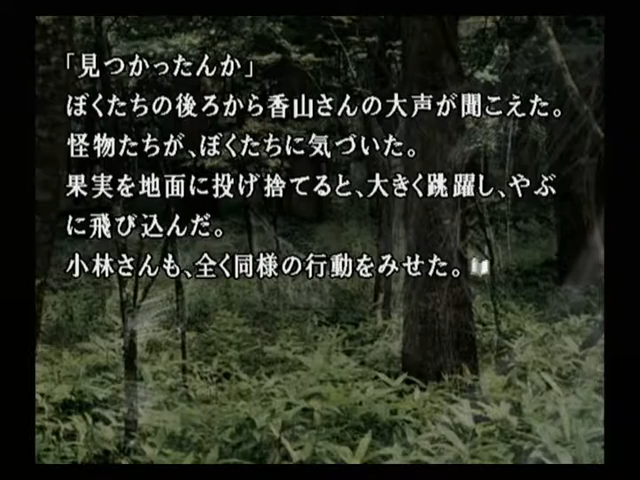 「見つかったんか」
ぼくたちの後ろから香山さんの大声が聞こえた。
怪物たちが、ぼくたちに気づいた。
果実を地面に投げ捨てると、大きく跳躍し、やぶ
に飛び込んだ。
小林さんも、全く同様の行動をみせた。